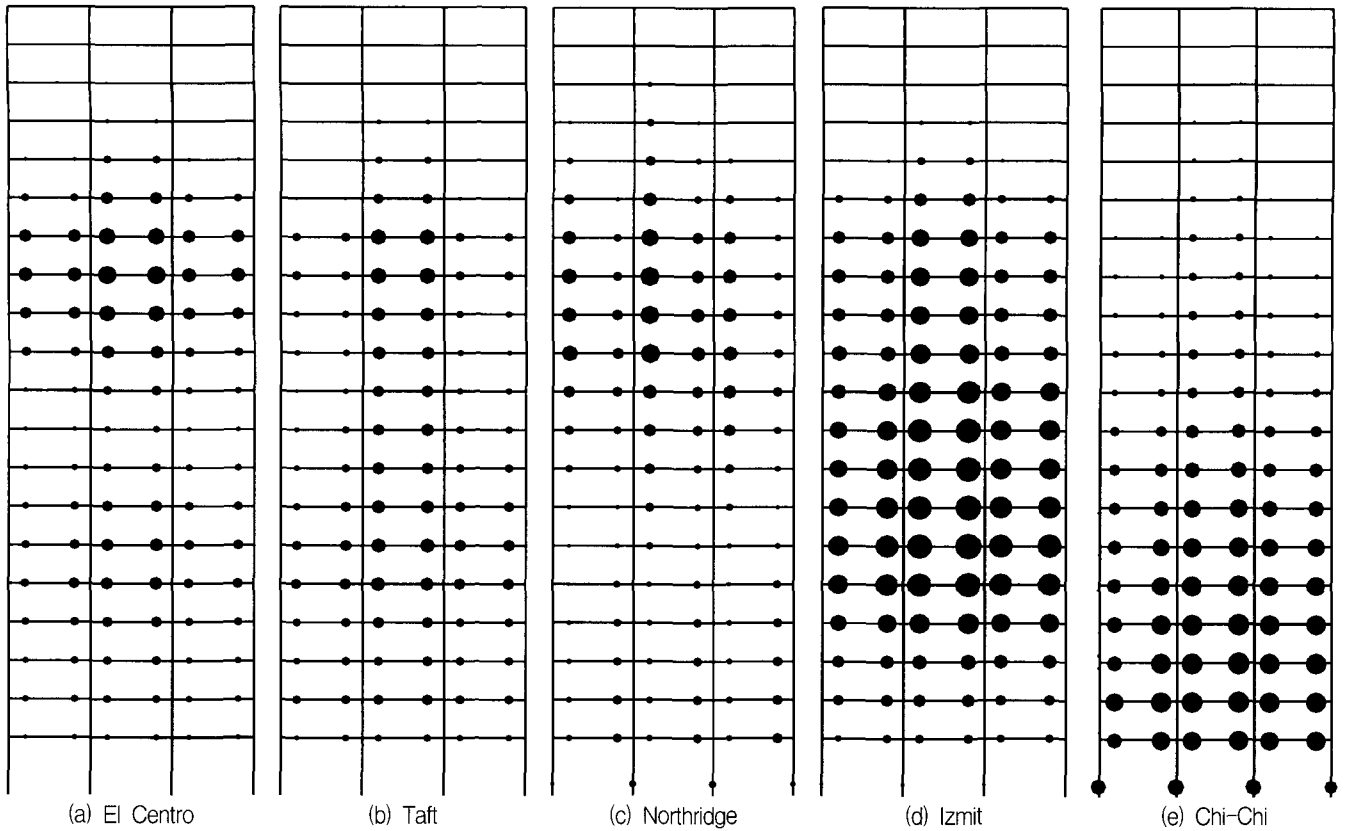 (a) El Centro
(b) Taft
(c) Northridge
(d) Izmit
(e) Chi-Chi